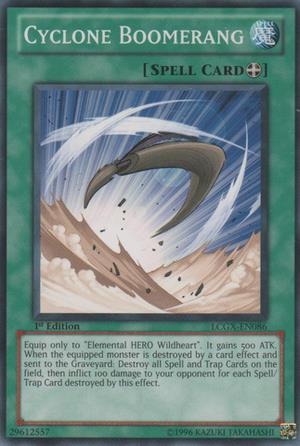 CYCLONE BOOMERANG
SPELL
[SPELL CARD]
1st Edition
LCGX-EN086
Equip only to "Elemental HERO Wildheart". It gains 500 ATK.
When the equipped monster is destroyed by a card effect and
sent to the Graveyard: Destroy all Spell and Trap Cards on the
field, then inflict 100 damage to your opponent for each Spell/
Trap Card destroyed by this effect.
29612557
©1996 KAZUKI TAKAHASHI